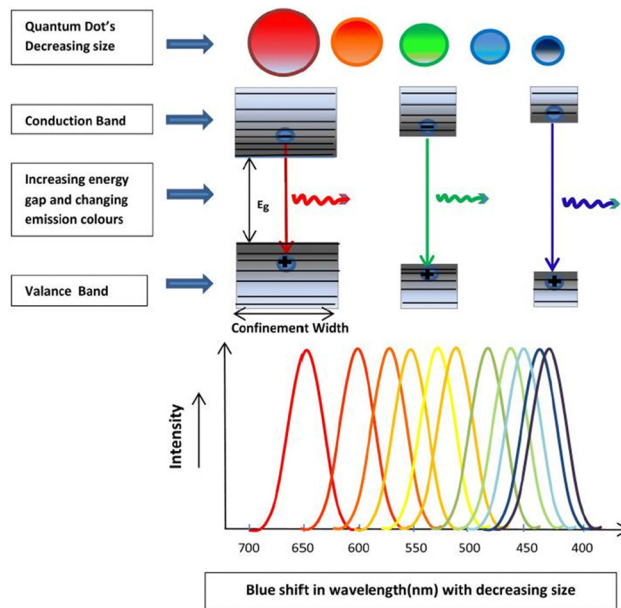 Quantum Dot's
Decreasing size
Conduction Band
Increasing energy
gap and changing
emission colours
Eg
Valance Band
Confinement Width
Intensity
700 650 600 550 500 450 400
Blue shift in wavelength(nm) with decreasing size